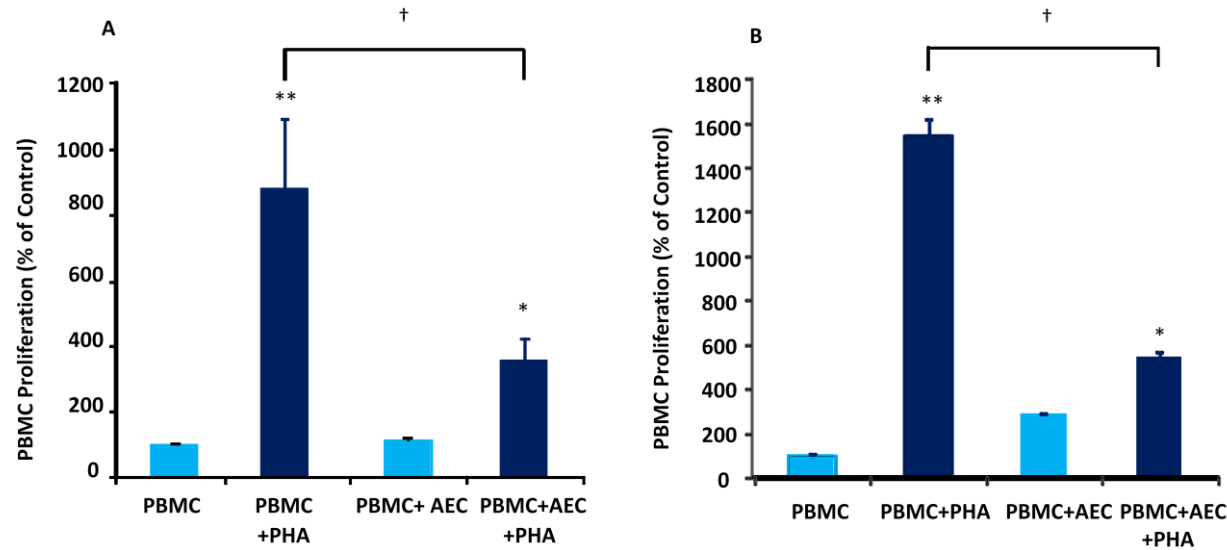 A
†
PBMC Proliferation (% of Control)
1200
1000
800
600
400
200
0
**
*
PBMC
PBMC
+PHA
PBMC+ AEC
PBMC+AEC
+PHA
B
†
PBMC Proliferation (% of Control)
1800
1600
1400
1200
1000
800
600
400
200
0
**
*
PBMC
PBMC+PHA
PBMC+AEC
PBMC+AEC
+PHA